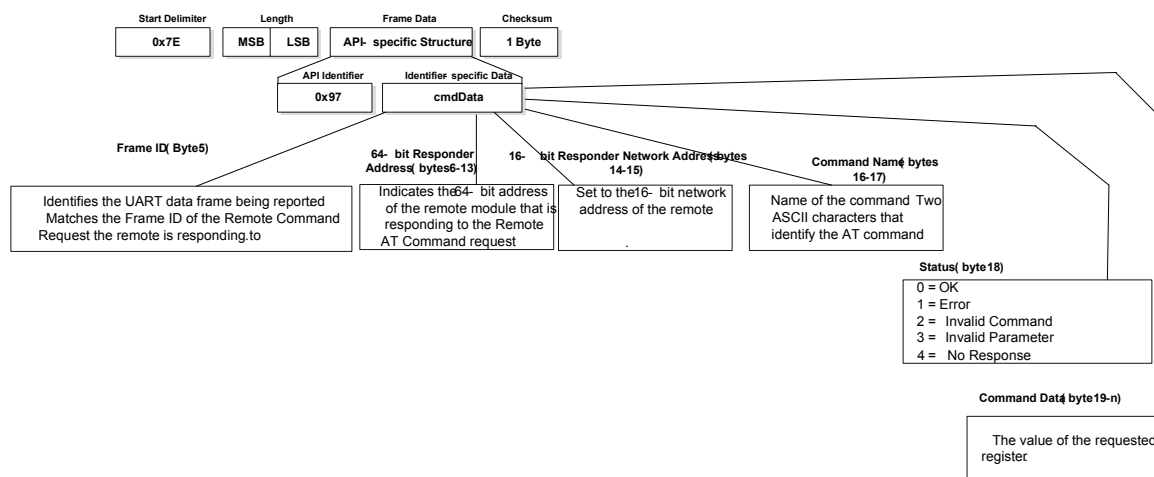 Start Delimiter
Length
Frame Data
Checksum
0x7E
MSB
LSB
API- specific Structure
1 Byte
API Identifier
Identifier- specific Data
0x97
cmdData
Frame ID( Byte5)
Identifies the UART data frame being reported
Matches the Frame ID of the Remote Command
Request the remote is responding.to
64- bit Responder
Address( bytes6-13)
Indicates the64- bit address
of the remote module that is
responding to the Remote
AT Command request
16- bit Responder Network Address( bytes
14-15)
Set to the16- bit network
address of the remote
.
Command Name( bytes
16-17)
Name of the command Two
ASCII characters that
identify the AT command
Status( byte18)
0 = OK
1 = Error
2 = Invalid Command
3 = Invalid Parameter
4 = No Response
Command Data( byte19-n)
The value of the requested
register.